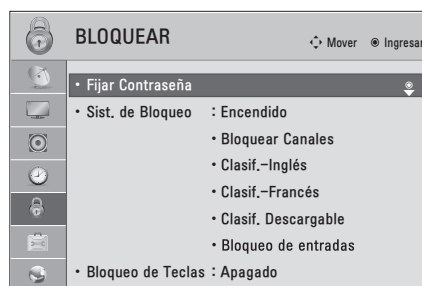 BLOQUEAR
Mover Ingresar
• Fijar Contraseña
• Sist. de Bloqueo : Encendido
• Bloquear Canales
• Clasif.-Inglés
• Clasif.-Francés
• Clasif. Descargable
• Bloqueo de entradas
• Bloqueo de Teclas : Apagado